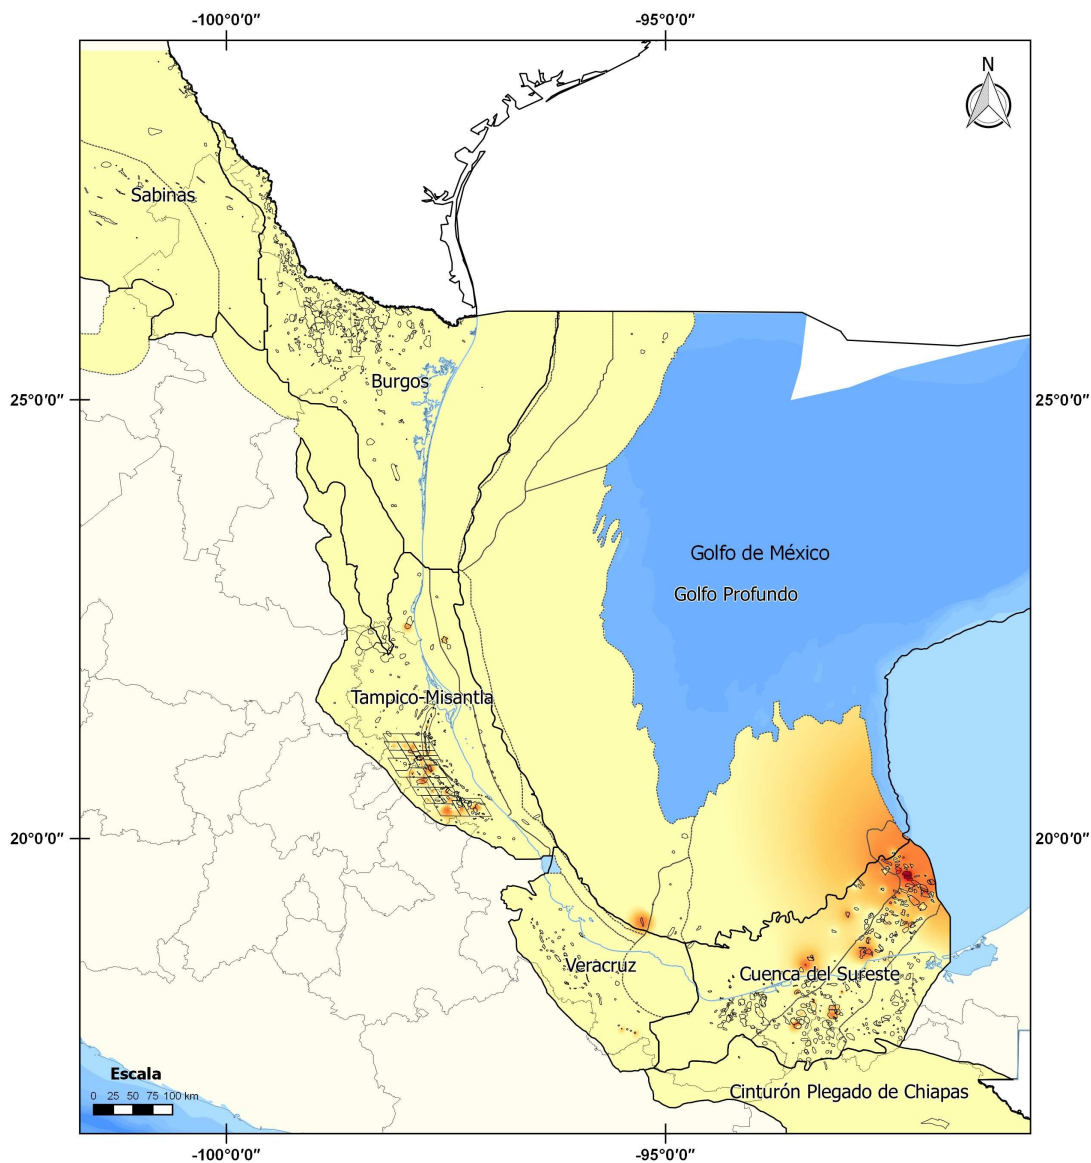 -100°0'0" -95°0'0"
N
Sabinas
Burgos
25°0'0" 25°0'0"
Golfo de México
Golfo Profundo
Tampico-Misantla
20°0'0" 20°0'0"
Veracruz
Cuenca del Sureste
Escala
0 25 50 75 100 km
Cinturón Plegado de Chiapas
-100°0'0" -95°0'0"